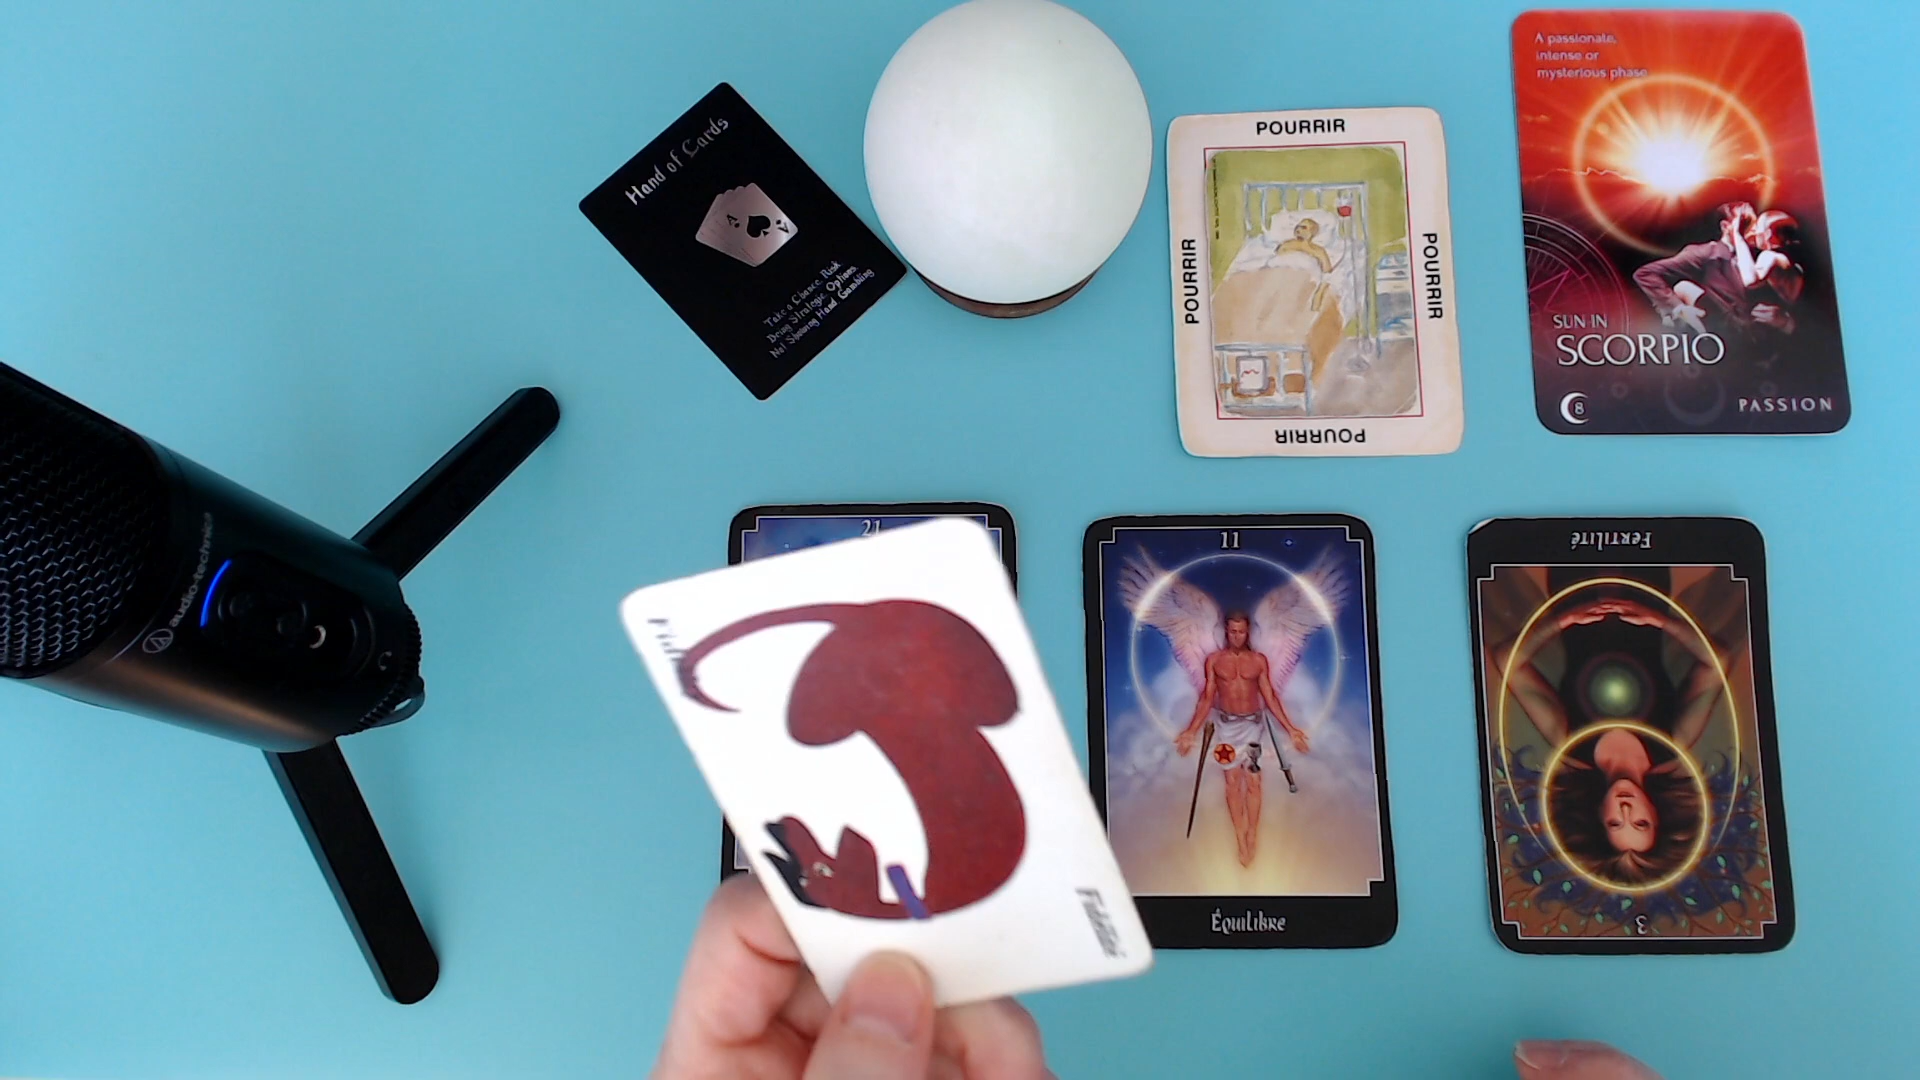 Hand of Cards
A
A
Take a Chance, Risk
Being Strategic, Options
Not Showing Hand, Gambling
POURRIR
POURRIR
POURRIR
POURRIR
A passionate,
intense or
mysterious phase
SUN IN
SCORPIO
8
PASSION
audio-technica
21
11
Équilibre
Fertilité
3
Fidélité